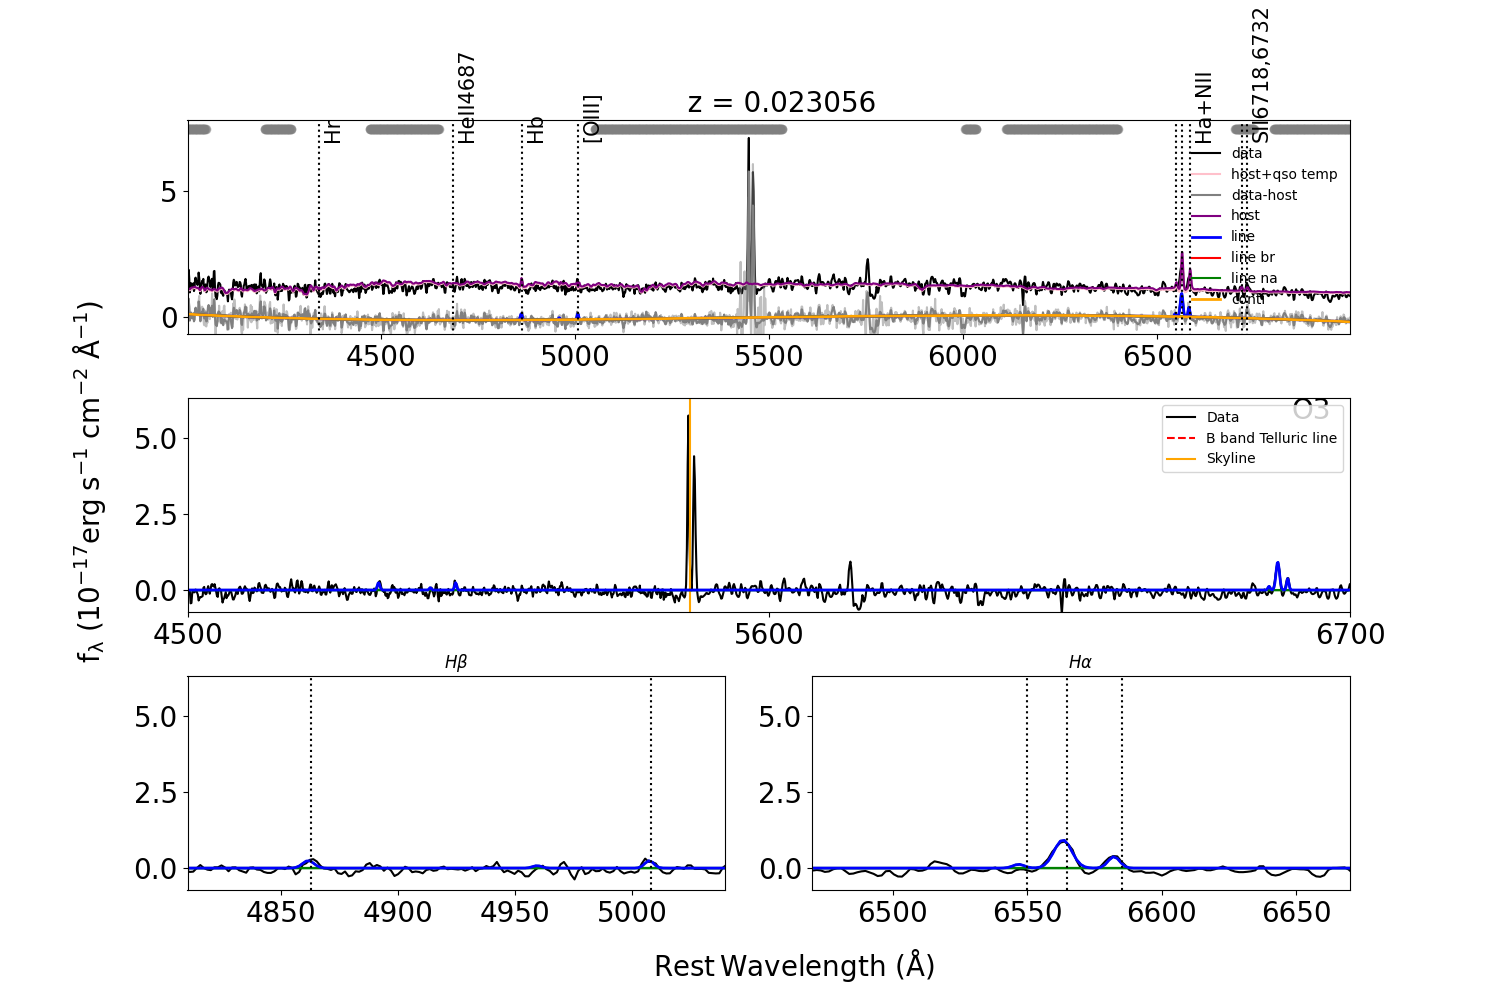 z = 0.023056
Hr
HeII4687
Hb
[OIII]
Ha+NII
SII6718,6732
data
host+qso temp
data-host
host
line
line br
line na
cont
5
0
4500
5000
5500
6000
6500
O3
Data
B band Telluric line
Skyline
5.0
2.5
0.0
4500
5600
6700
fλ (10−17erg s−1 cm−2 Å−1)
Hβ
5.0
2.5
0.0
4850
4900
4950
5000
Hα
5.0
2.5
0.0
6500
6550
6600
6650
Rest Wavelength (Å)